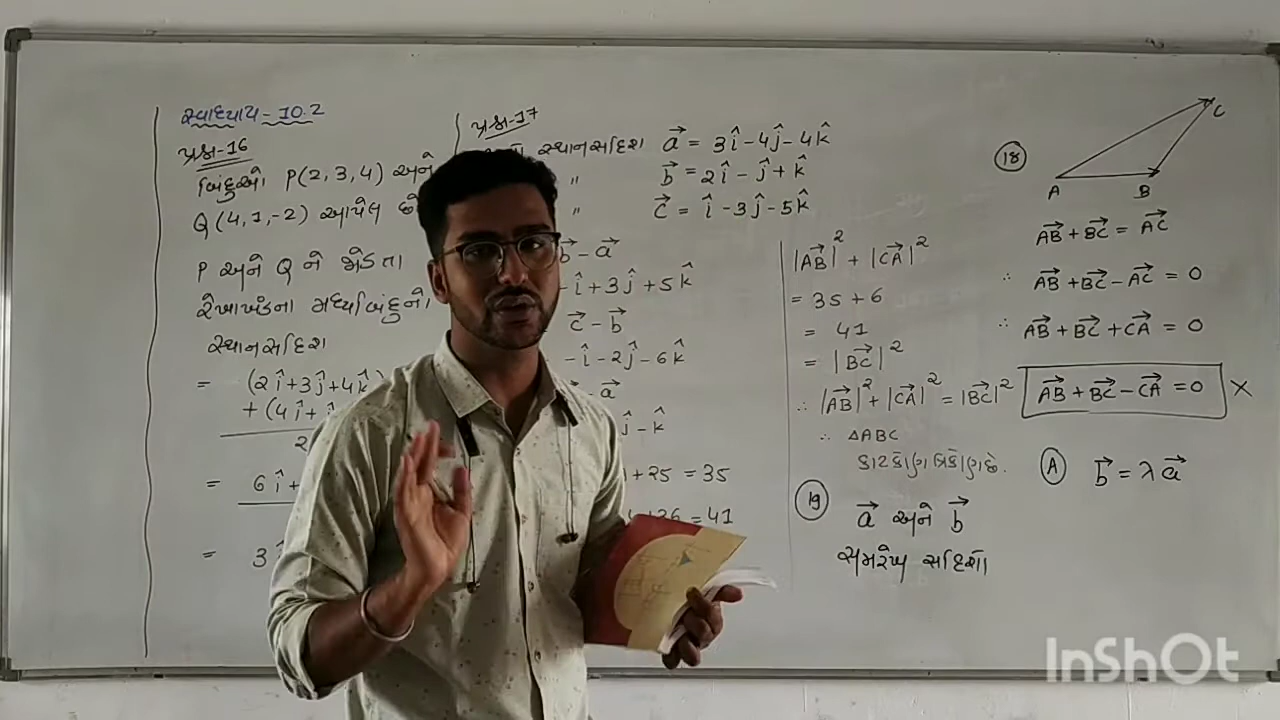 સ્વાધ્યાય - 10.2
પ્રશ્ન-16
બિંદુઓ P(2,3,4) અને
Q(4,1,-2) આપેલ છે
P અને Q ને જોડતા
રેખાખંડના મધ્યબિંદુનો
સ્થાનસદિશ
= (2î+3ĵ+4k̂)
+ (4î+
2
= 6î+
= 3
પ્રશ્ન-17
સ્થાનસદિશ a⃗ = 3î-4ĵ-4k̂
" b⃗ = 2î-ĵ+k̂
" c⃗ = î-3ĵ-5k̂
b⃗-a⃗
-î+3ĵ+5k̂
c⃗-b⃗
-î-2ĵ-6k̂
-a⃗
ĵ-k̂
+25 = 35
+36 = 41
|AB⃗|² + |CA⃗|²
= 35+6
= 41
= |BC⃗|²
∴ |AB⃗|² + |CA⃗|² = |BC⃗|²
∴ △ABC
કાટકોણ ત્રિકોણ છે.
18
A B C
AB⃗ + BC⃗ = AC⃗
∴ AB⃗ + BC⃗ - AC⃗ = 0
∴ AB⃗ + BC⃗ + CA⃗ = 0
AB⃗ + BC⃗ - CA⃗ = 0 ×
19 a⃗ અને b⃗
સમરેખ સદિશો
A b⃗ = λa⃗
InShOt